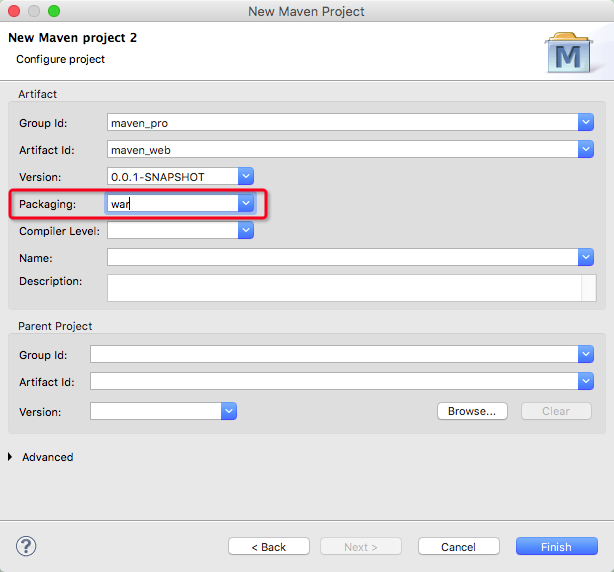 New Maven Project
New Maven project 2
Configure project
M
Artifact
Group Id: maven_pro
Artifact Id: maven_web
Version: 0.0.1-SNAPSHOT
Packaging: war
Compiler Level:
Name:
Description:
Parent Project
Group Id:
Artifact Id:
Version: Browse... Clear
Advanced
? < Back Next > Cancel Finish